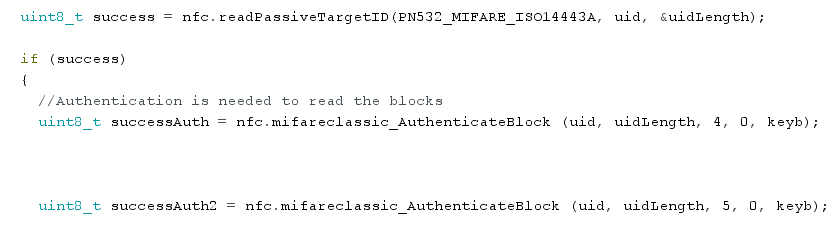 uint8_t success = nfc.readPassiveTargetID(PN532_MIFARE_ISO14443A, uid, &uidLength);
if (success)
{
//Authentication is needed to read the blocks
uint8_t successAuth = nfc.mifareclassic_AuthenticateBlock (uid, uidLength, 4, 0, keyb);
uint8_t successAuth2 = nfc.mifareclassic_AuthenticateBlock (uid, uidLength, 5, 0, keyb);